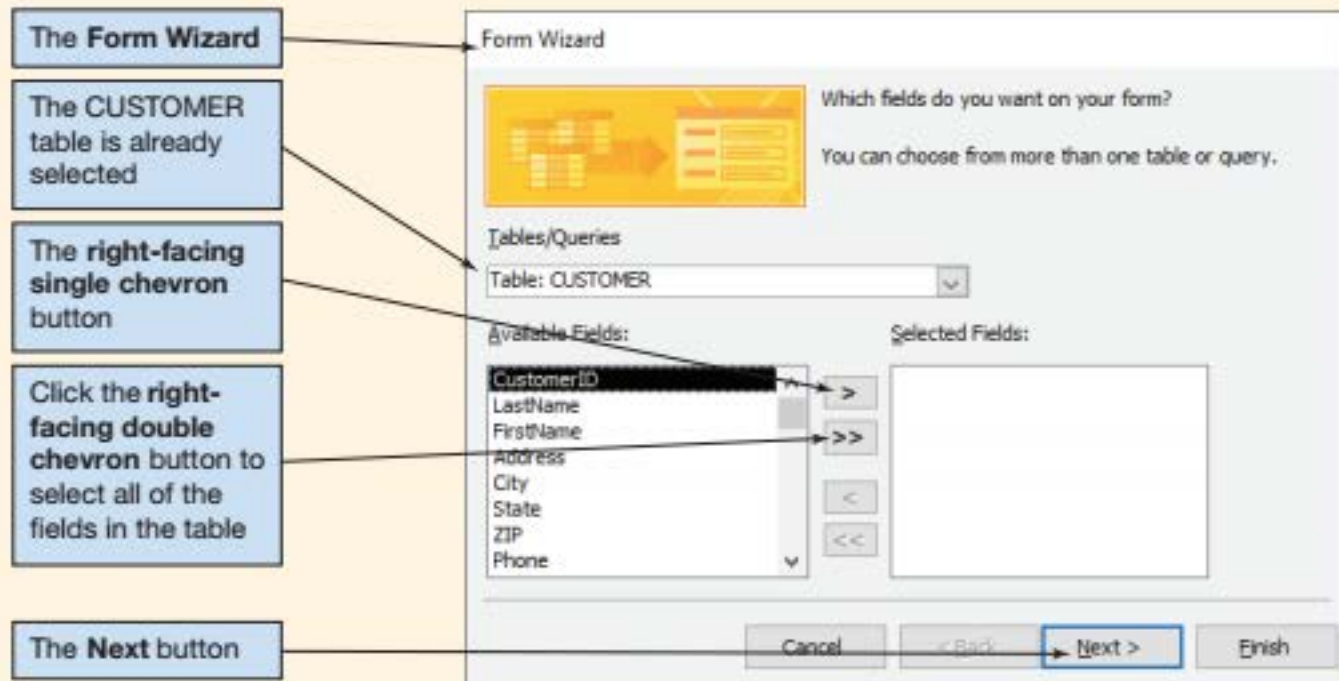 The Form Wizard
The CUSTOMER
table is already
selected
The right-facing
single chevron
button
Click the right-
facing double
chevron button to
select all of the
fields in the table
The Next button
Form Wizard
Which fields do you want on your form?
You can choose from more than one table or query.
Tables/Queries
Table: CUSTOMER
Available Fields:
Selected Fields:
CustomerID
LastName
FirstName
Address
City
State
ZIP
Phone
>
>>
<
<<
Cancel
< Back
Next >
Finish